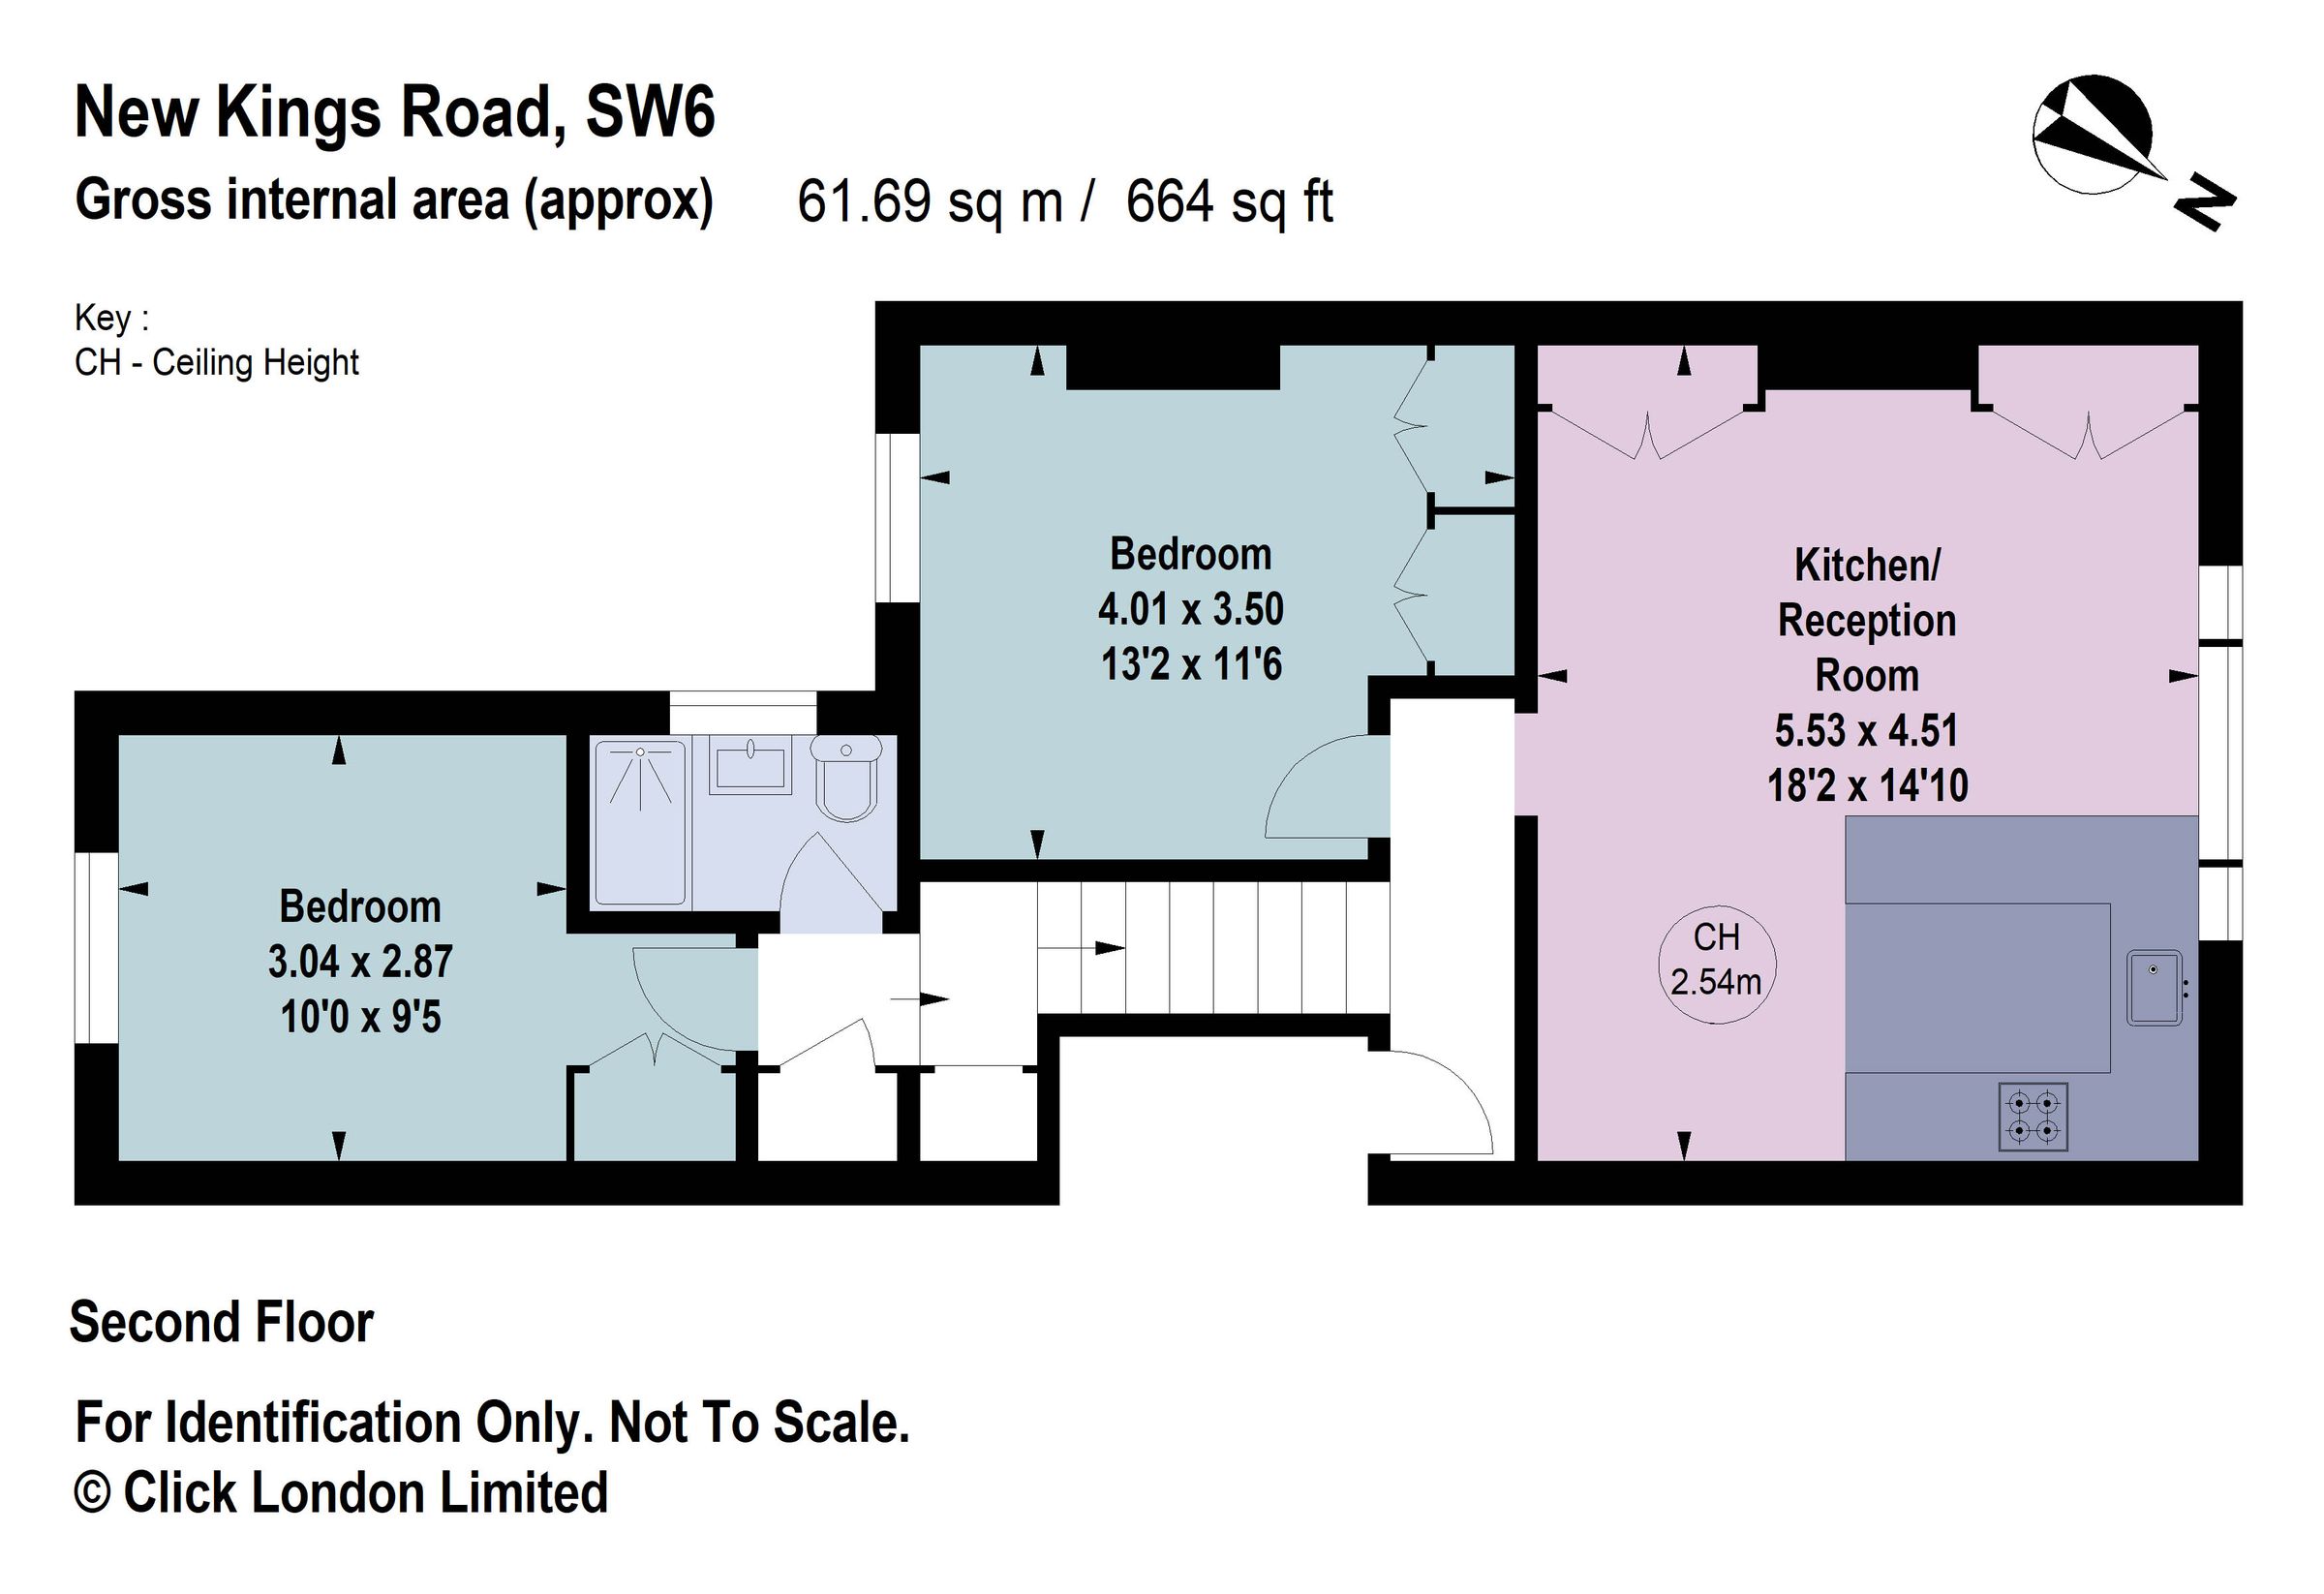 New Kings Road, SW6
Gross internal area (approx) 61.69 sq m / 664 sq ft
N
Key :
CH - Ceiling Height
Bedroom
4.01 x 3.50
13'2 x 11'6
Kitchen/
Reception
Room
5.53 x 4.51
18'2 x 14'10
Bedroom
3.04 x 2.87
10'0 x 9'5
CH
2.54m
Second Floor
For Identification Only. Not To Scale.
© Click London Limited